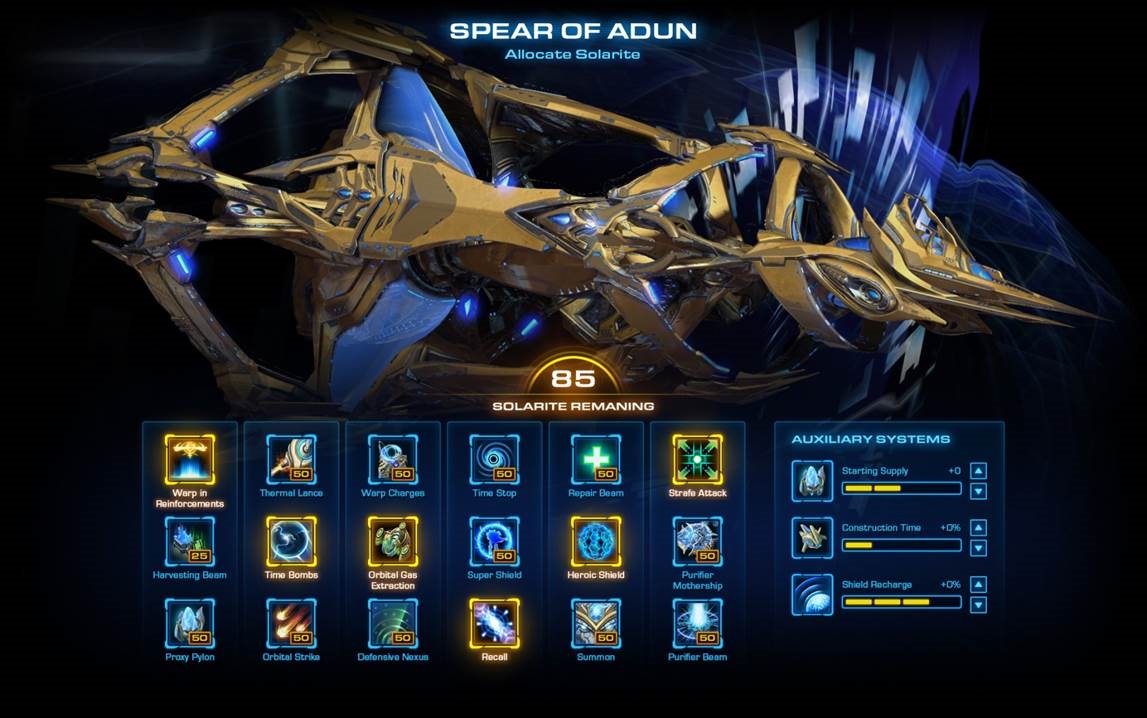 SPEAR OF ADUN
Allocate Solarite
85
SOLARITE REMANING
Warp in
Reinforcements
50
Thermal Lance
50
Warp Charges
50
Time Stop
50
Repair Beam
Strafe Attack
25
Harvesting Beam
Time Bombs
Orbital Gas
Extraction
50
Super Shield
Heroic Shield
50
Purifier
Mothership
50
Proxy Pylon
50
Orbital Strike
50
Defensive Nexus
Recall
50
Summon
50
Purifier Beam
AUXILIARY SYSTEMS
Starting Supply +0
Construction Time +0%
Shield Recharge +0%